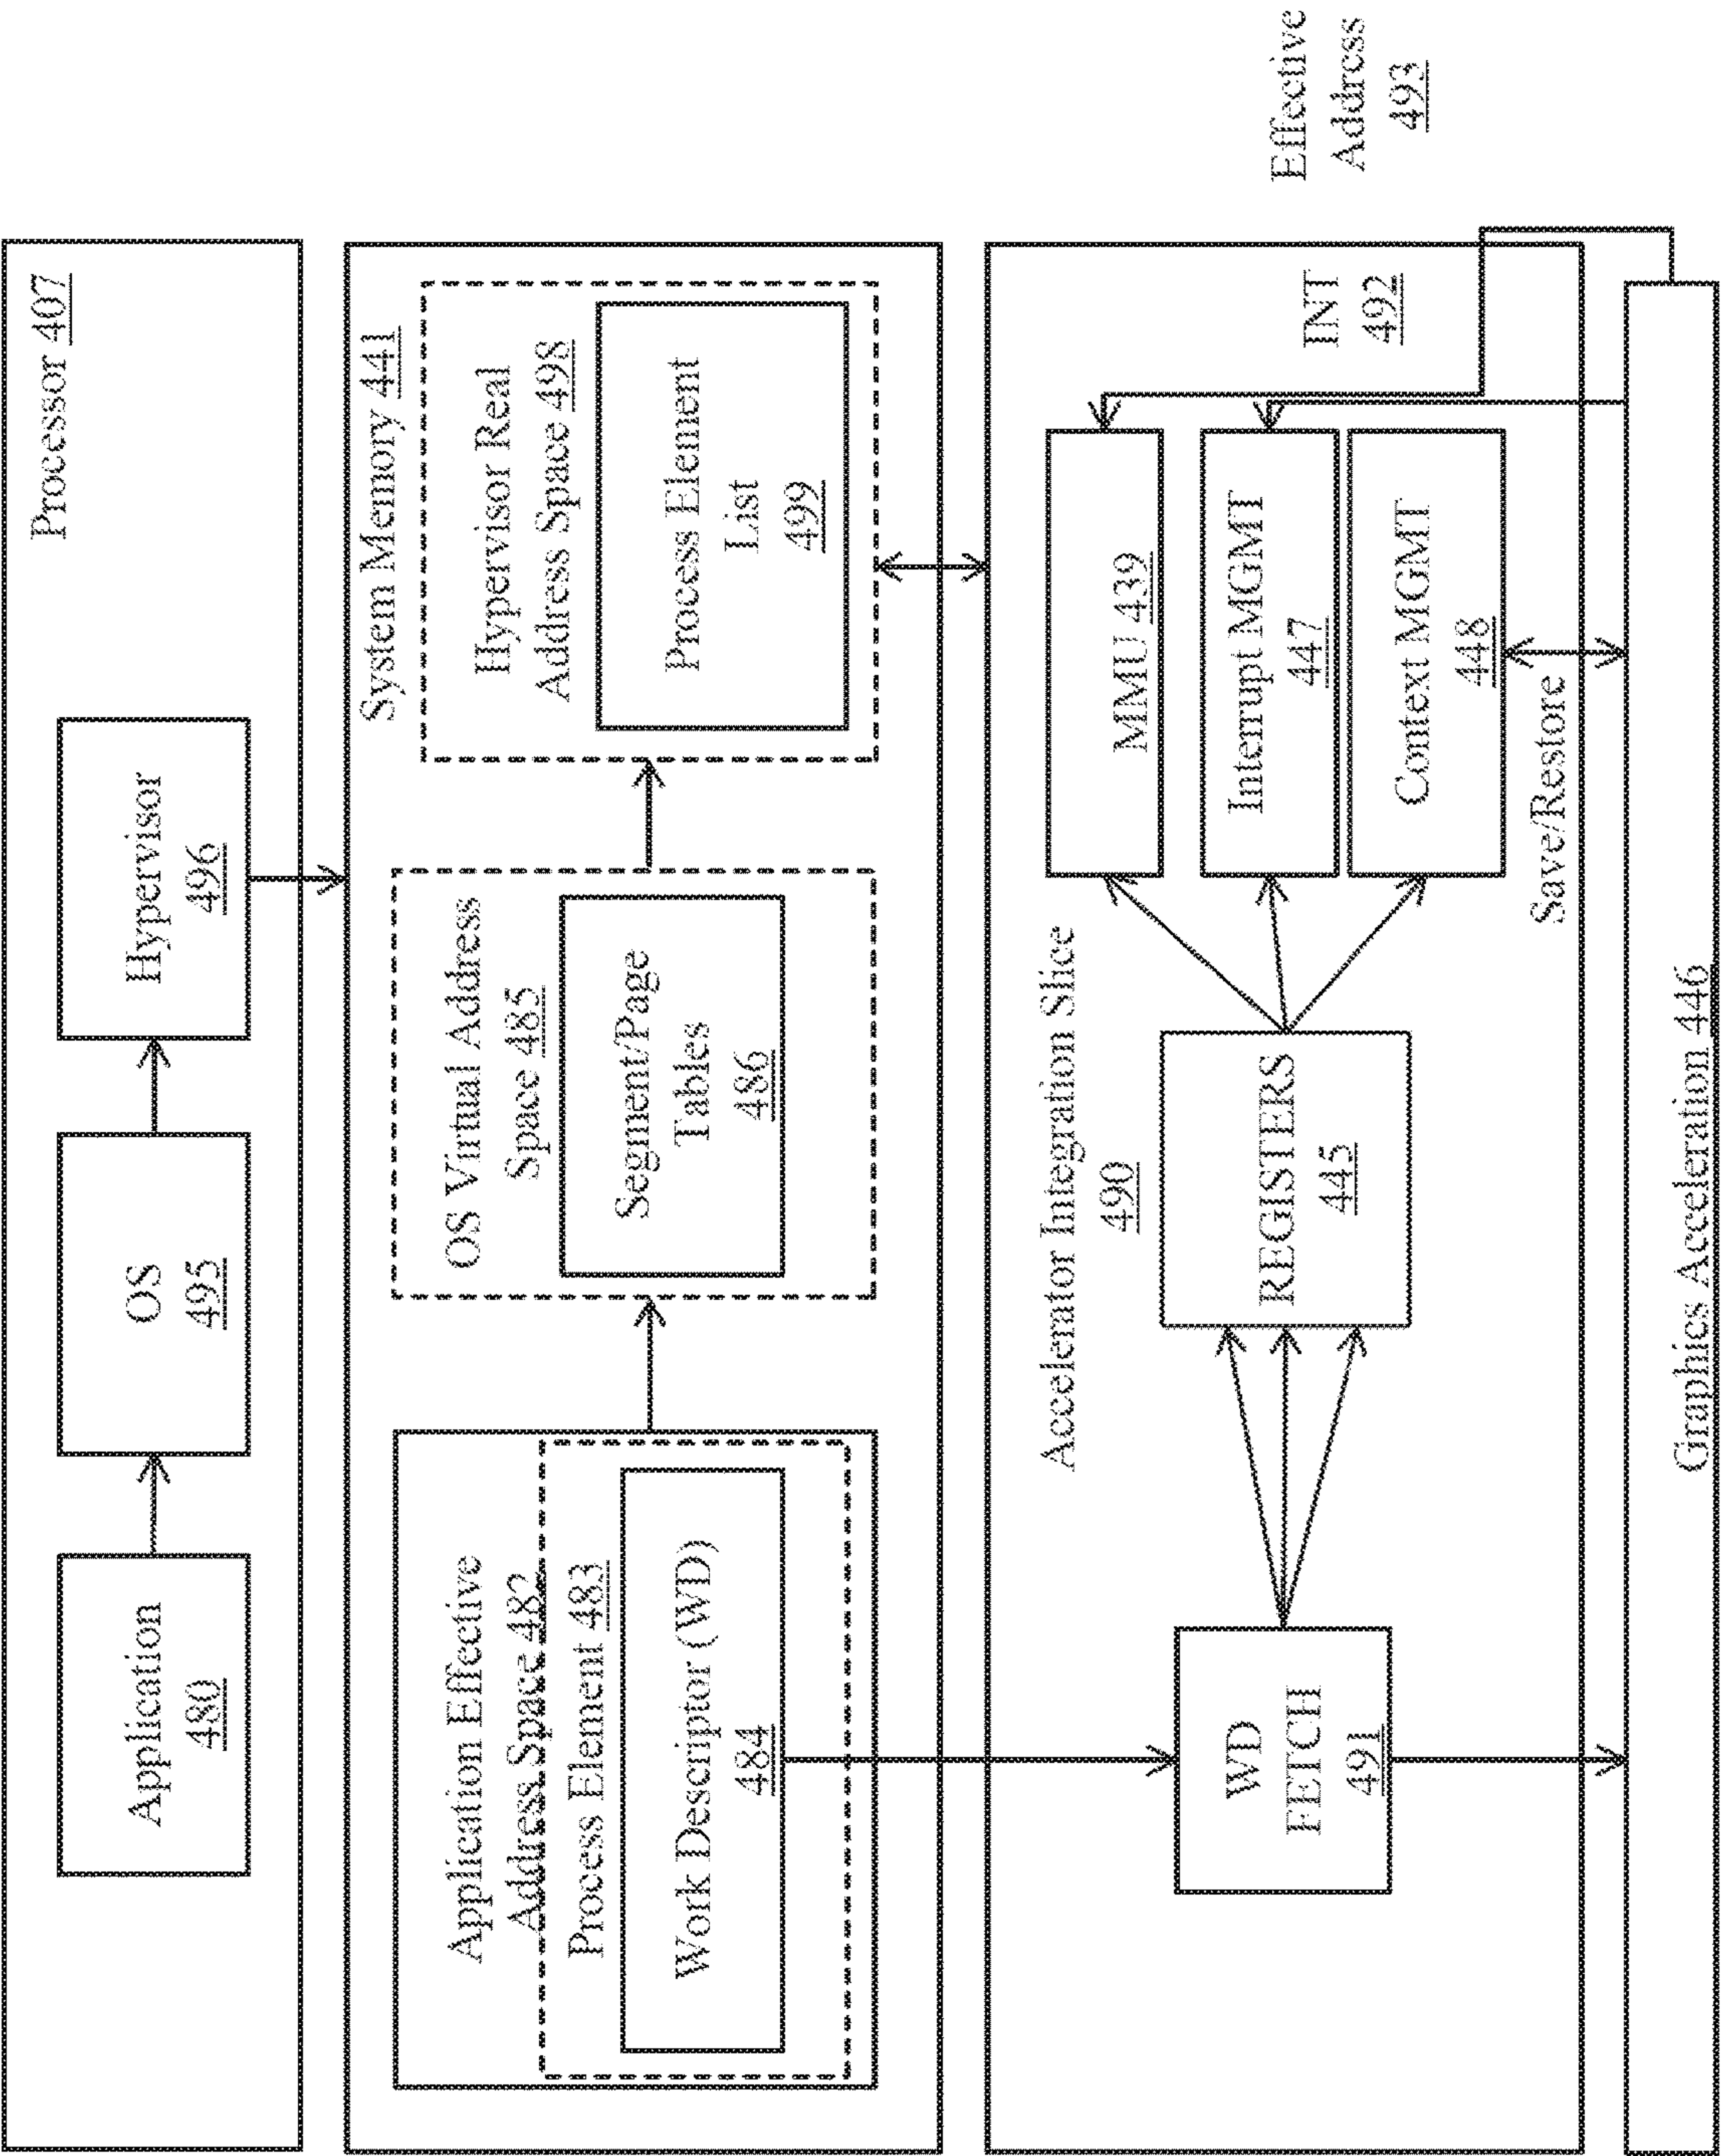 Processor 407
Application
480
OS
495
Hypervisor
496
System Memory 441
Application Effective
Address Space 482
Process Element 483
Work Descriptor (WD)
484
OS Virtual Address
Space 485
Segment/Page
Tables
486
Hypervisor Real
Address Space 498
Process Element
List
499
Accelerator Integration Slice
490
WD
FETCH
491
REGISTERS
445
MMU 439
Interrupt MGMT
447
Context MGMT
448
INT
492
Save/Restore
Effective
Address
493
Graphics Acceleration 446